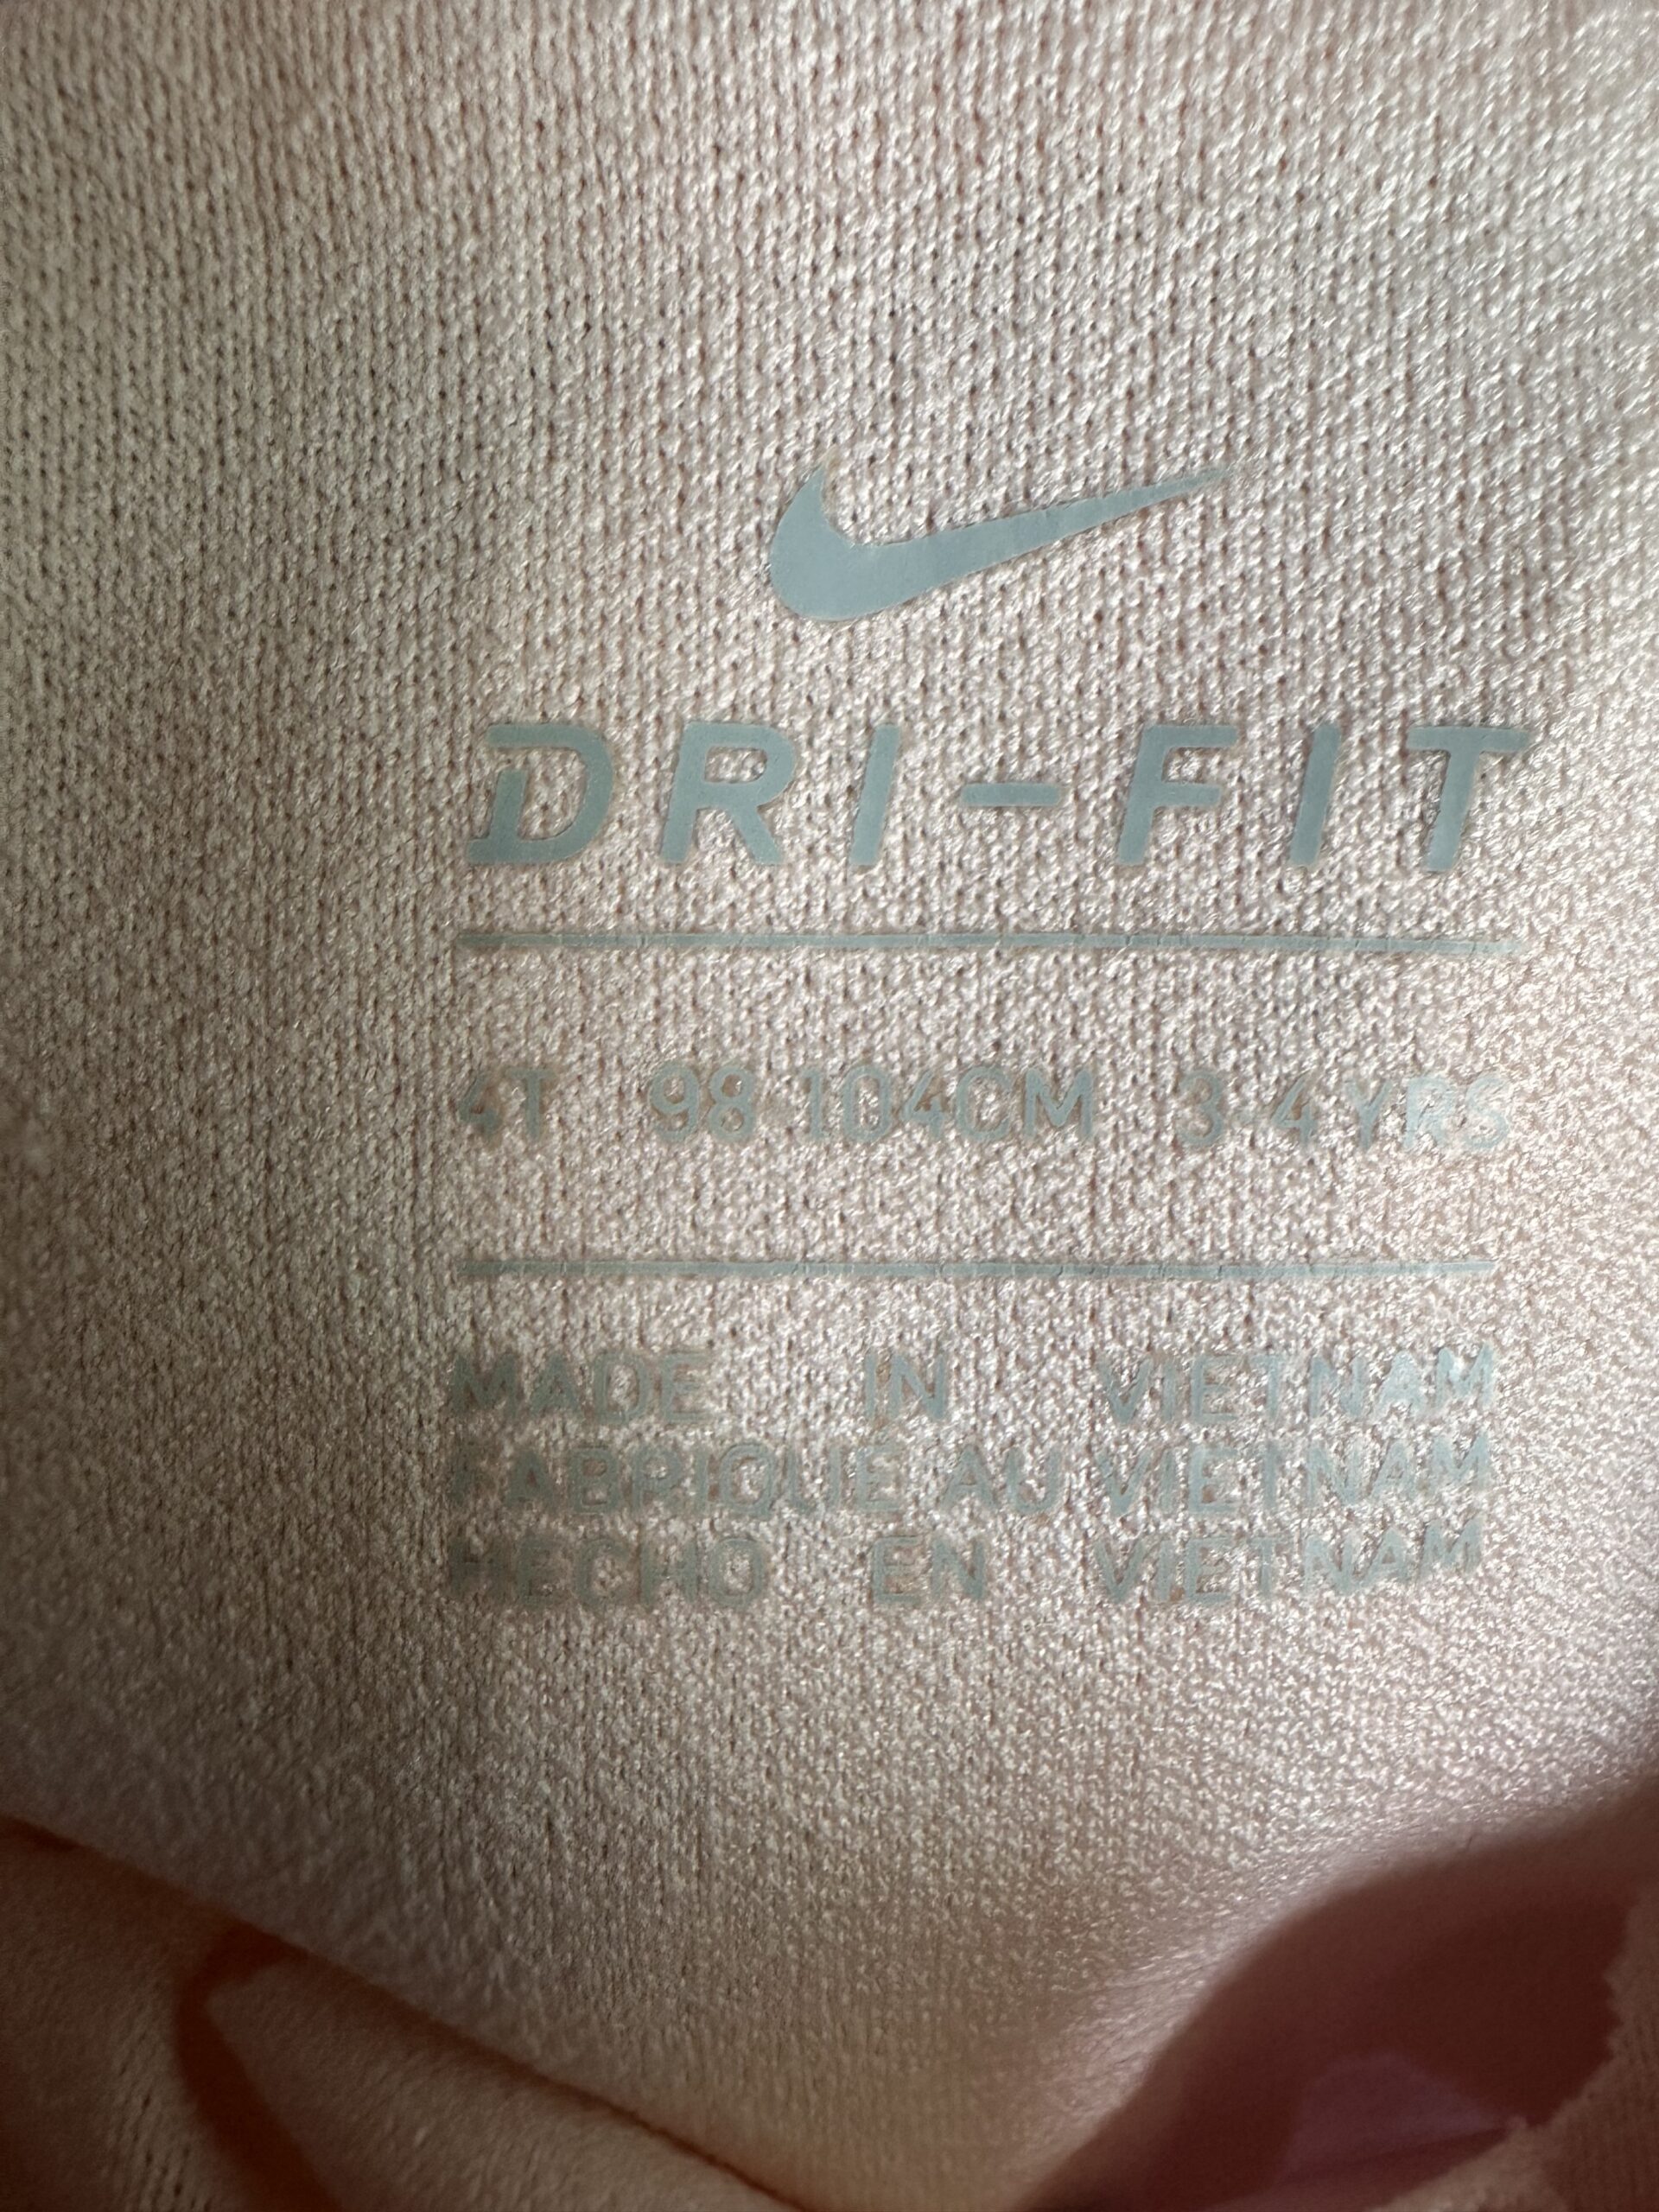 DRI-FIT
4T 98-104CM 3-4YRS
MADE IN VIETNAM
FABRIQUÉ AU VIETNAM
HECHO EN VIETNAM